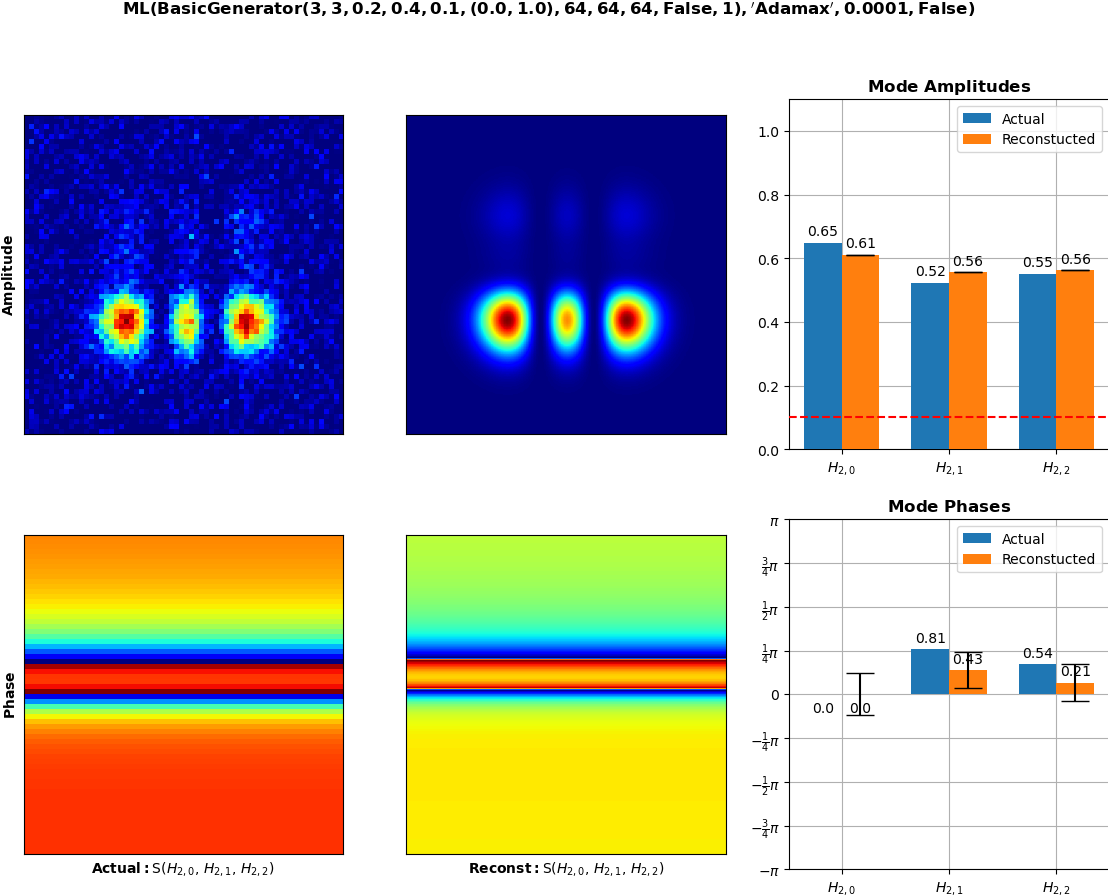 ML(BasicGenerator(3, 3, 0.2, 0.4, 0.1, (0.0, 1.0), 64, 64, 64, False, 1), ′Adamax′, 0.0001, False)
Amplitude
Mode Amplitudes
Actual
Reconstucted
1.0
0.8
0.6
0.4
0.2
0.0
0.65
0.61
0.52
0.56
0.55
0.56
H2,0
H2,1
H2,2
Phase
Actual: S(H2,0, H2,1, H2,2)
Reconst: S(H2,0, H2,1, H2,2)
Mode Phases
Actual
Reconstucted
π
3/4π
1/2π
1/4π
0
−1/4π
−1/2π
−3/4π
−π
0.0
0.0
0.81
0.43
0.54
0.21
H2,0
H2,1
H2,2